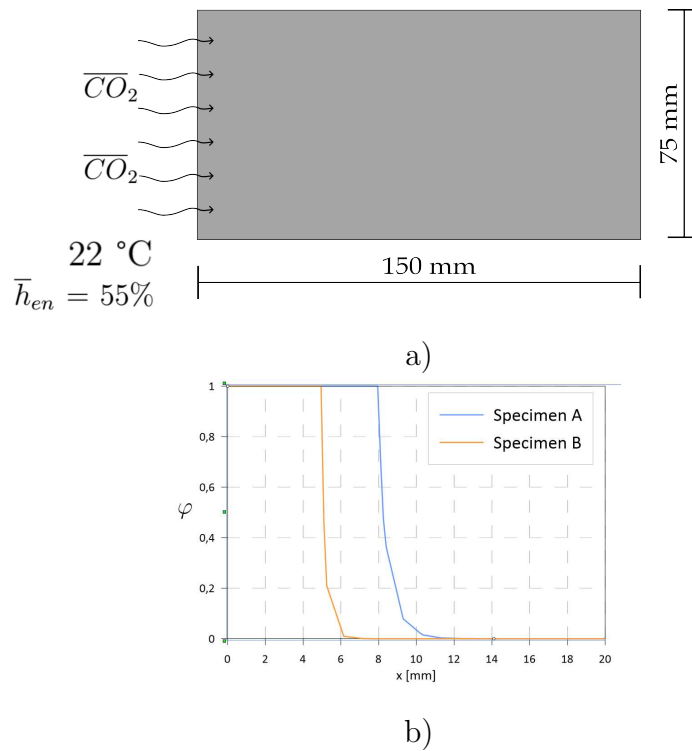 CO₂
CO₂
22 °C
h_en = 55%
150 mm
75 mm
a)
1
0,8
0,6
0,4
0,2
0
φ
Specimen A
Specimen B
0 2 4 6 8 10 12 14 16 18 20
x [mm]
b)